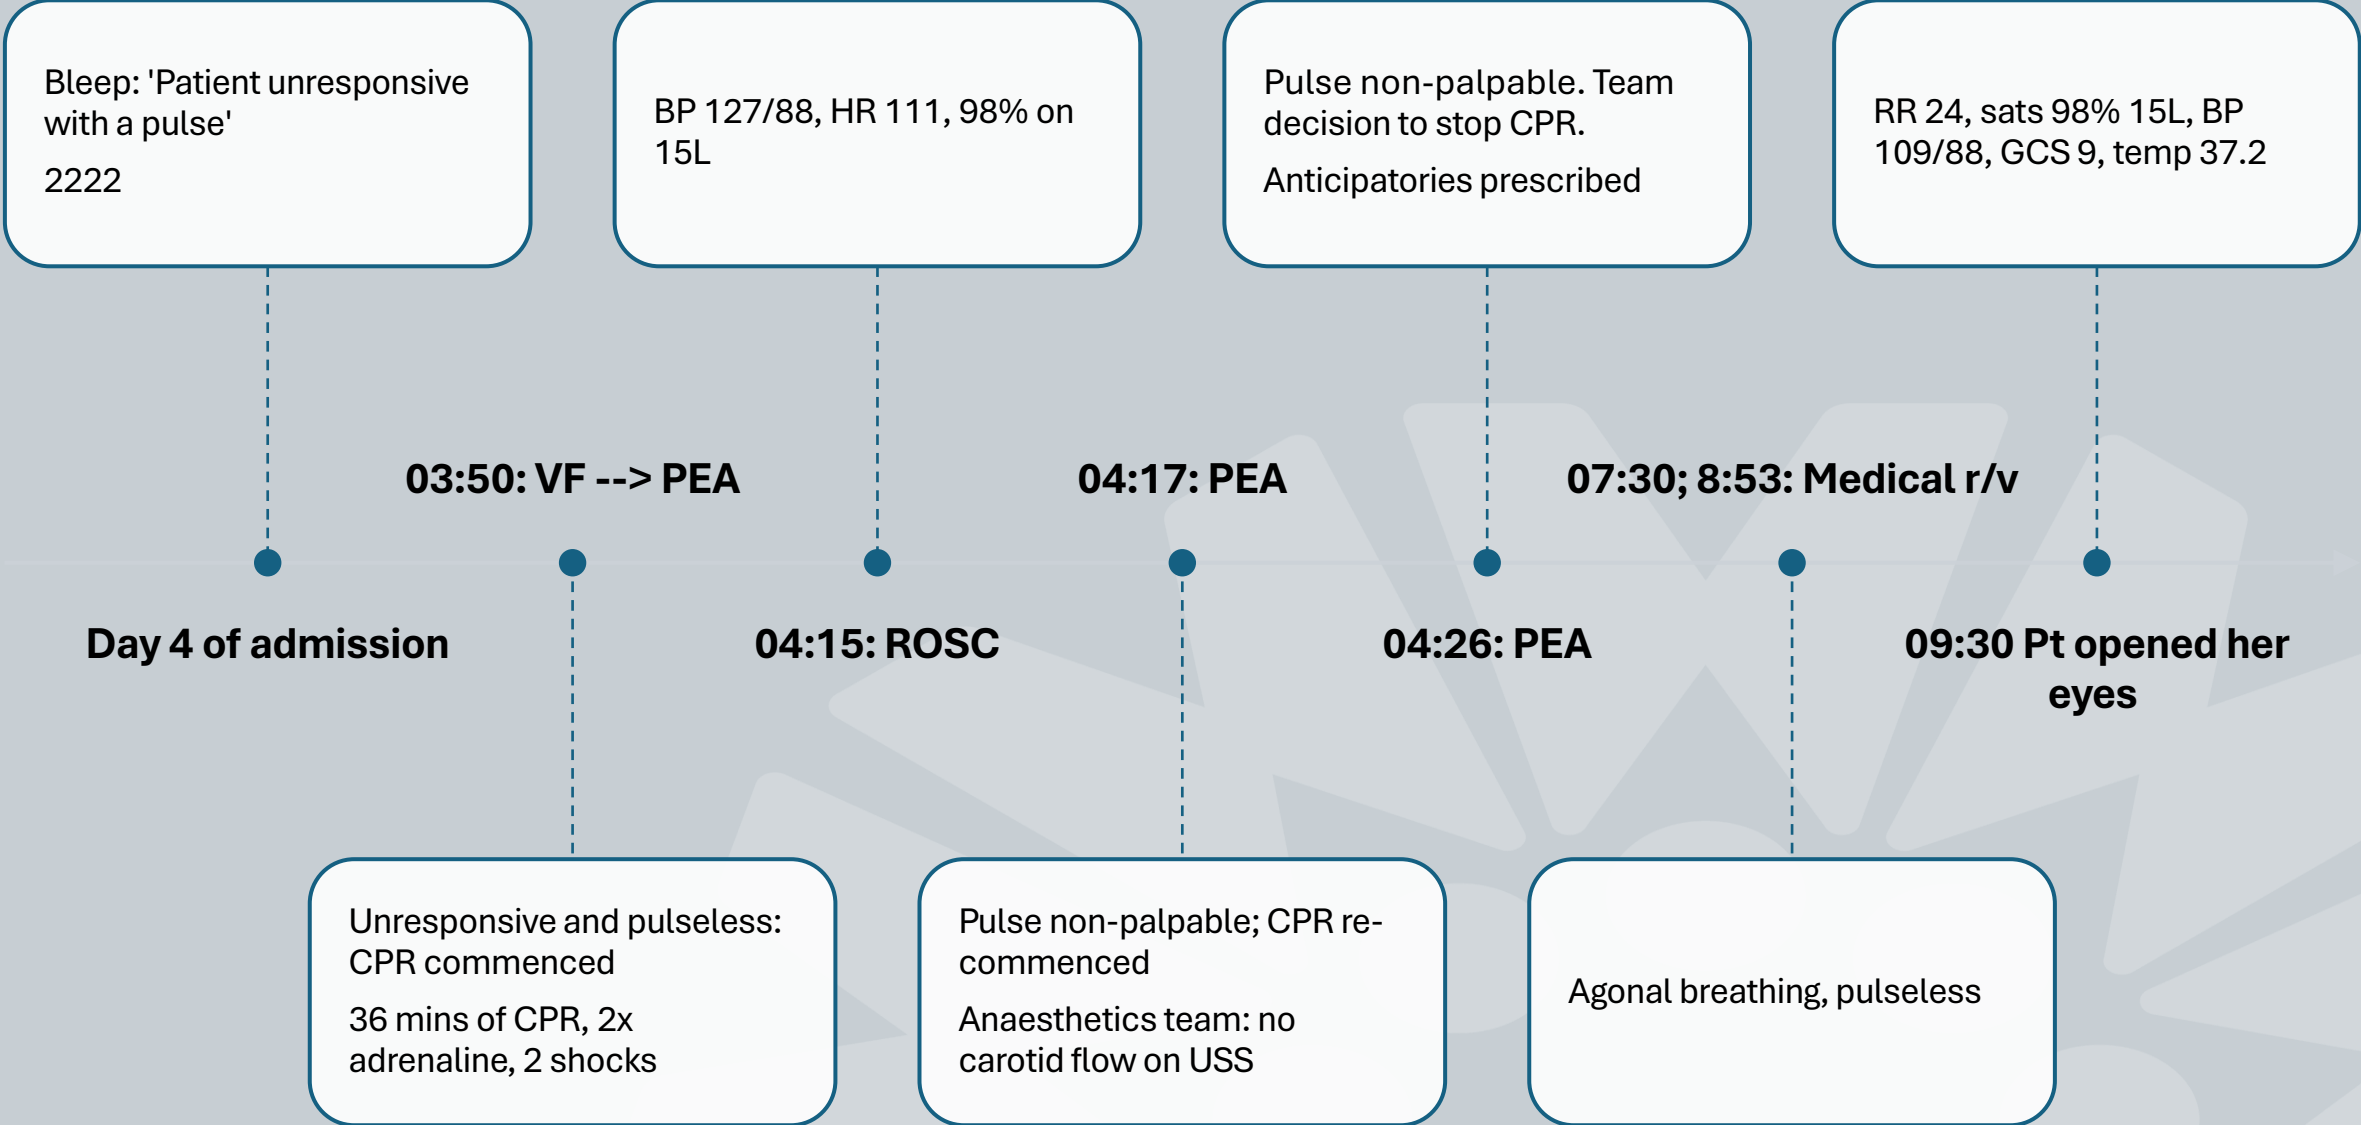 Bleep: 'Patient unresponsive
with a pulse'
2222
BP 127/88, HR 111, 98% on
15L
Pulse non-palpable. Team
decision to stop CPR.
Anticipatories prescribed
RR 24, sats 98% 15L, BP
109/88, GCS 9, temp 37.2
03:50: VF --> PEA
04:17: PEA
07:30; 8:53: Medical r/v
Day 4 of admission
04:15: ROSC
04:26: PEA
09:30 Pt opened her
eyes
Unresponsive and pulseless:
CPR commenced
36 mins of CPR, 2x
adrenaline, 2 shocks
Pulse non-palpable; CPR re-
commenced
Anaesthetics team: no
carotid flow on USS
Agonal breathing, pulseless